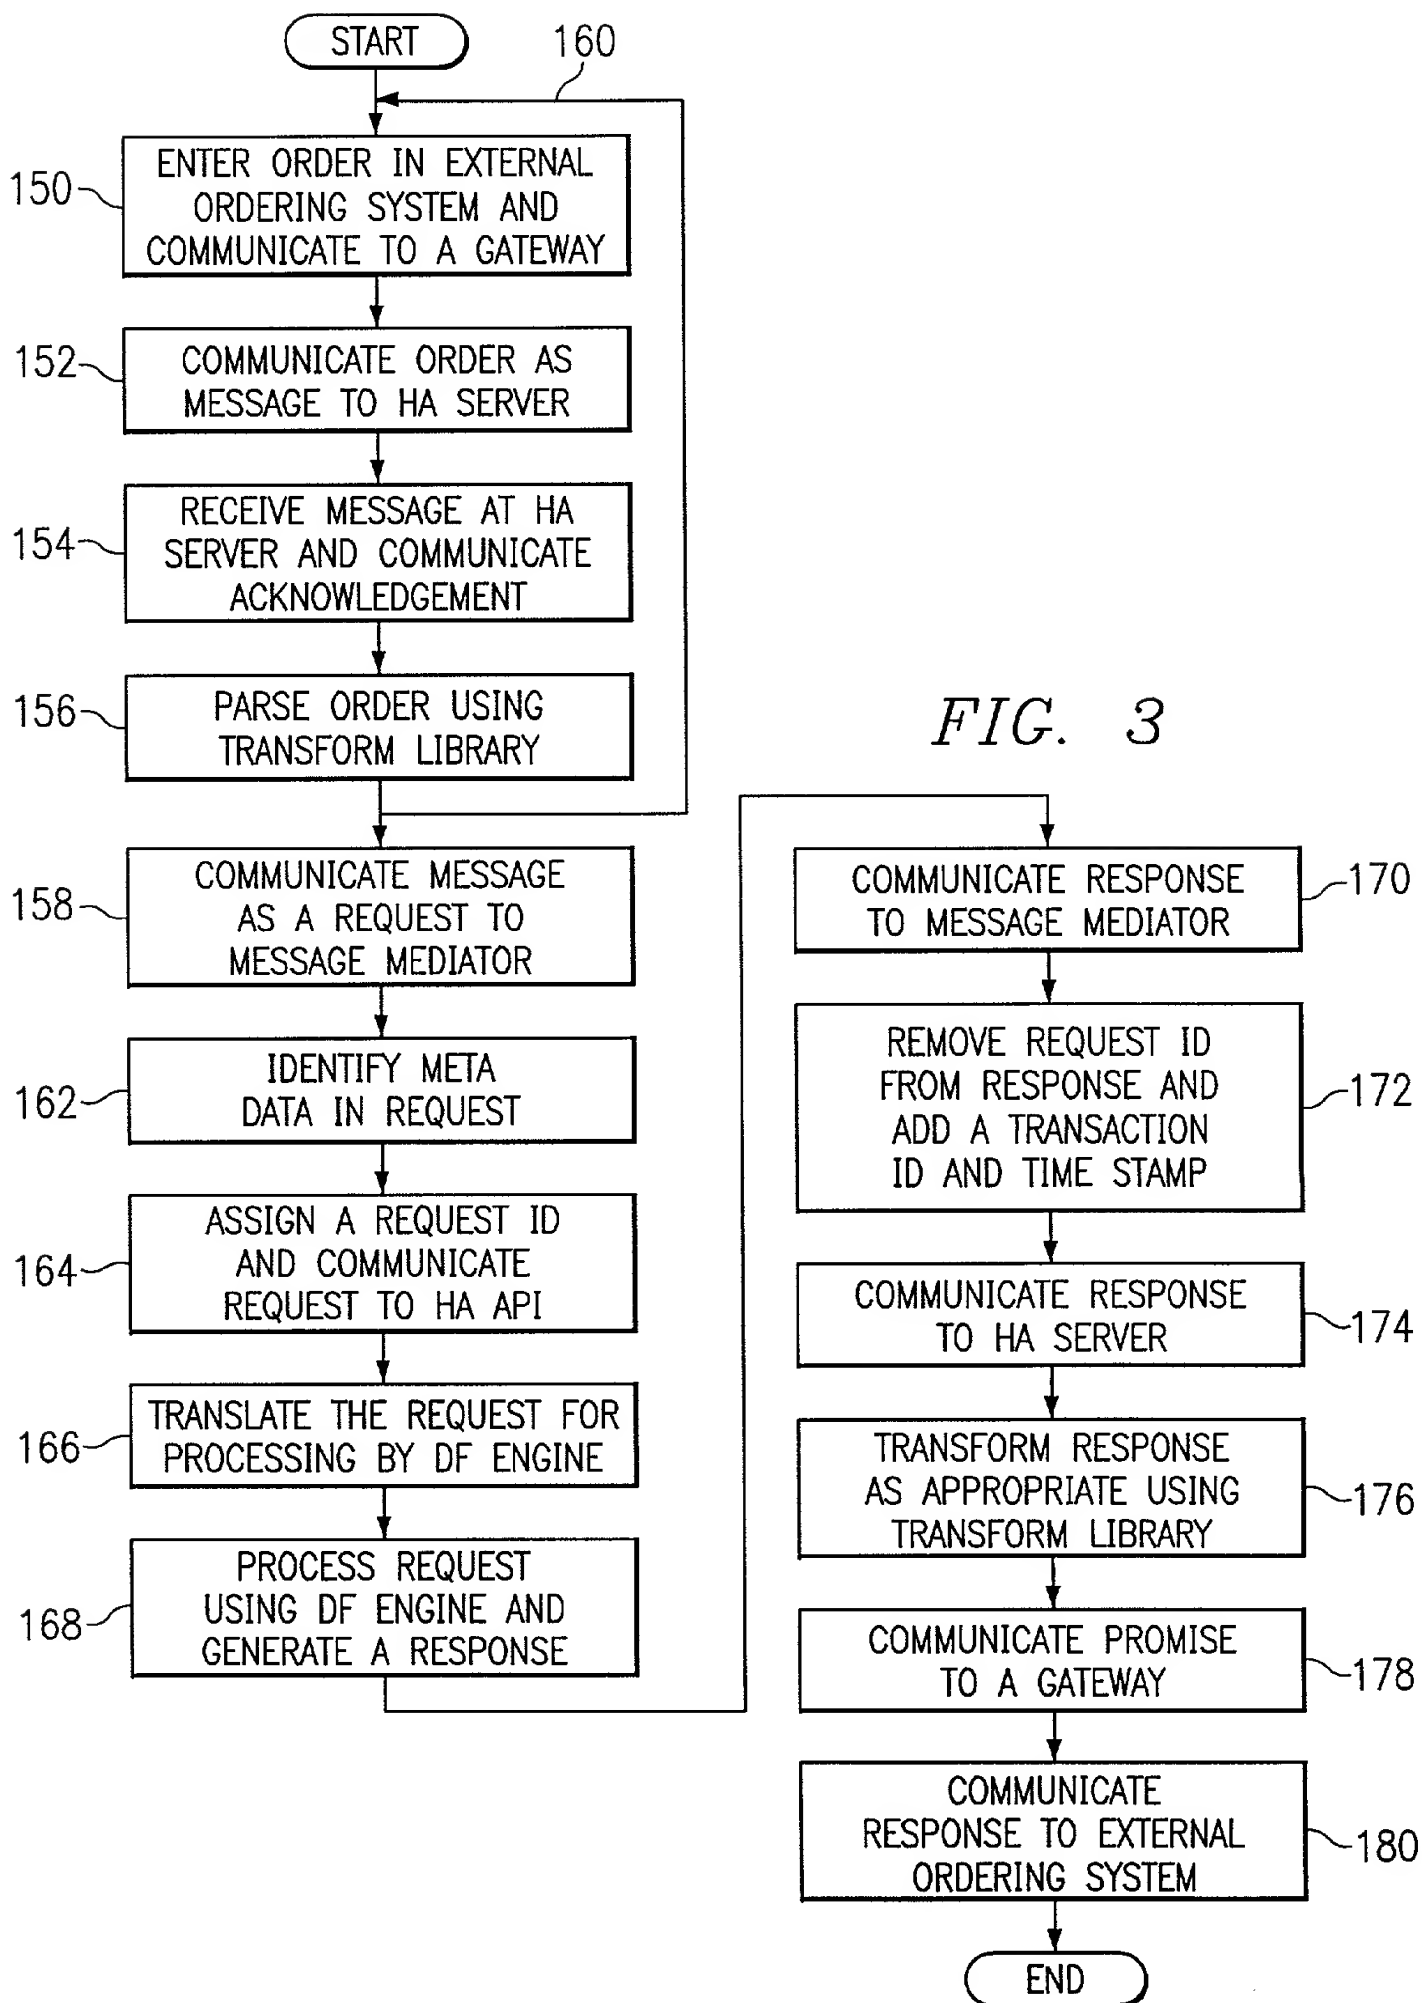 START
160
150
ENTER ORDER IN EXTERNAL
ORDERING SYSTEM AND
COMMUNICATE TO A GATEWAY
152
COMMUNICATE ORDER AS
MESSAGE TO HA SERVER
154
RECEIVE MESSAGE AT HA
SERVER AND COMMUNICATE
ACKNOWLEDGEMENT
156
PARSE ORDER USING
TRANSFORM LIBRARY
158
COMMUNICATE MESSAGE
AS A REQUEST TO
MESSAGE MEDIATOR
162
IDENTIFY META
DATA IN REQUEST
164
ASSIGN A REQUEST ID
AND COMMUNICATE
REQUEST TO HA API
166
TRANSLATE THE REQUEST FOR
PROCESSING BY DF ENGINE
168
PROCESS REQUEST
USING DF ENGINE AND
GENERATE A RESPONSE
FIG. 3
COMMUNICATE RESPONSE
TO MESSAGE MEDIATOR
170
REMOVE REQUEST ID
FROM RESPONSE AND
ADD A TRANSACTION
ID AND TIME STAMP
172
COMMUNICATE RESPONSE
TO HA SERVER
174
TRANSFORM RESPONSE
AS APPROPRIATE USING
TRANSFORM LIBRARY
176
COMMUNICATE PROMISE
TO A GATEWAY
178
COMMUNICATE
RESPONSE TO EXTERNAL
ORDERING SYSTEM
180
END